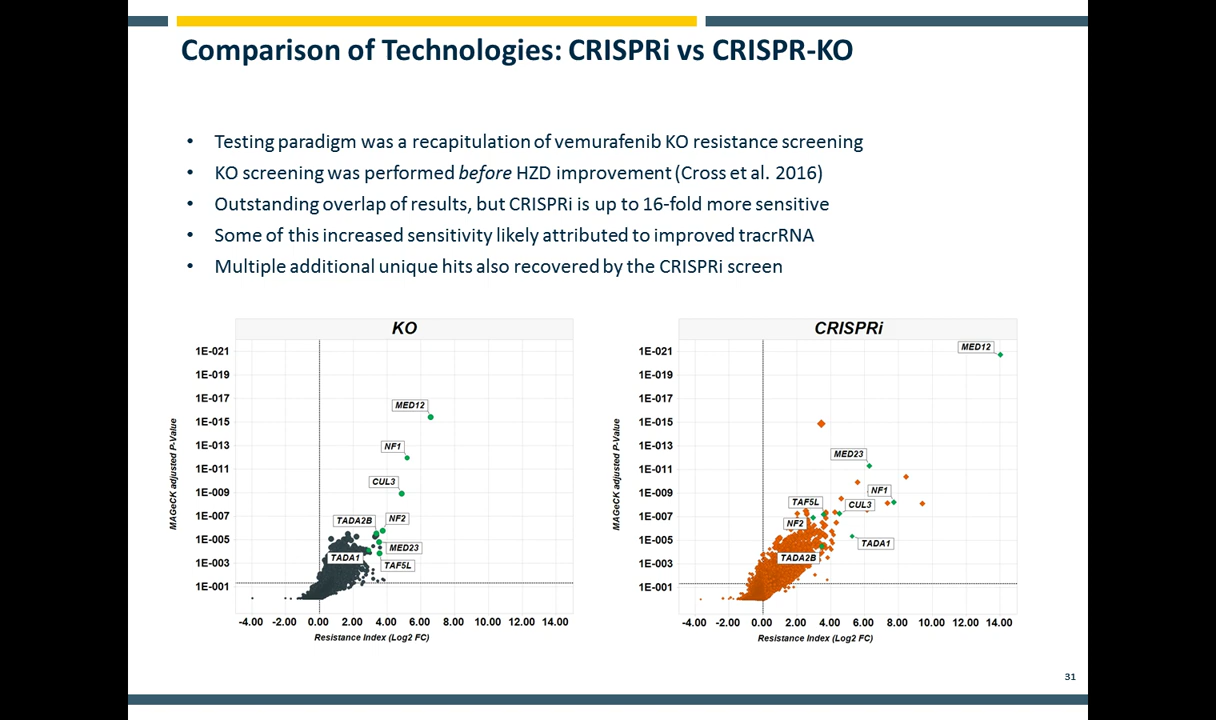 Comparison of Technologies: CRISPRi vs CRISPR-KO
• Testing paradigm was a recapitulation of vemurafenib KO resistance screening
• KO screening was performed before HZD improvement (Cross et al. 2016)
• Outstanding overlap of results, but CRISPRi is up to 16-fold more sensitive
• Some of this increased sensitivity likely attributed to improved tracrRNA
• Multiple additional unique hits also recovered by the CRISPRi screen
KO
MAGeCK adjusted P-Value
1E-021
1E-019
1E-017
1E-015
1E-013
1E-011
1E-009
1E-007
1E-005
1E-003
1E-001
MED12
NF1
CUL3
TADA2B
NF2
MED23
TADA1
TAF5L
-4.00 -2.00 0.00 2.00 4.00 6.00 8.00 10.00 12.00 14.00
Resistance Index (Log2 FC)
CRISPRi
MAGeCK adjusted P-Value
1E-021
1E-019
1E-017
1E-015
1E-013
1E-011
1E-009
1E-007
1E-005
1E-003
1E-001
MED12
MED23
NF1
TAF5L
CUL3
NF2
TADA1
TADA2B
-4.00 -2.00 0.00 2.00 4.00 6.00 8.00 10.00 12.00 14.00
Resistance Index (Log2 FC)
31